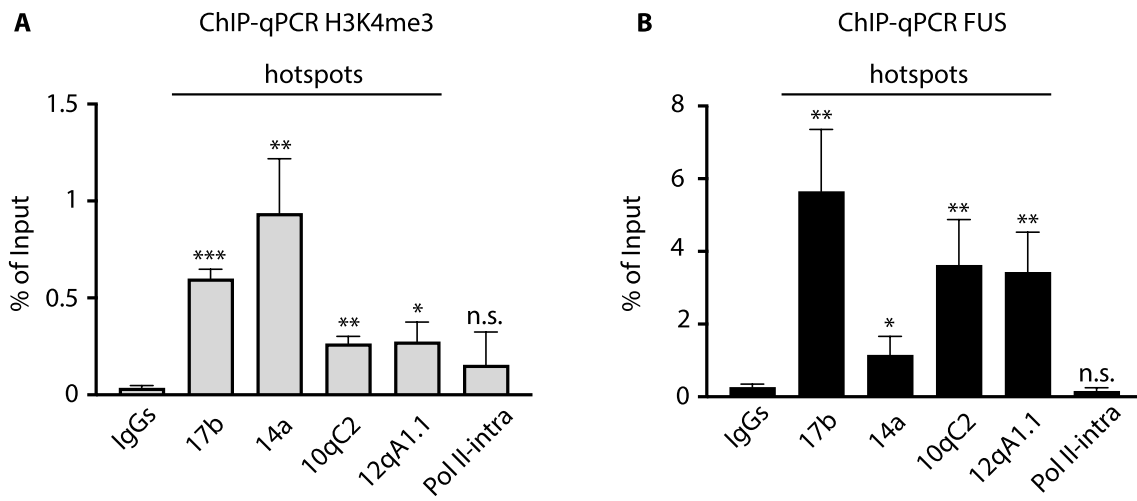 A
ChIP-qPCR H3K4me3
hotspots
% of Input
1.5
1
0.5
0
***
**
**
*
n.s.
IgGs
17b
14a
10qC2
12qA1.1
Pol II-intra
B
ChIP-qPCR FUS
hotspots
% of Input
8
6
4
2
0
**
*
**
**
n.s.
IgGs
17b
14a
10qC2
12qA1.1
Pol II-intra